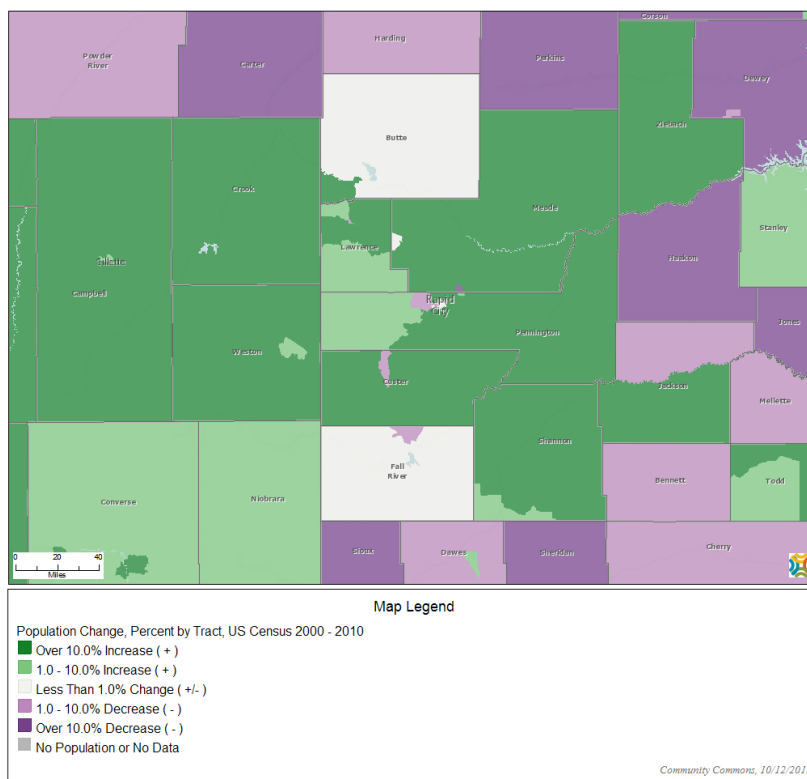 Corson
Harding
Powder
River
Carter
Parkins
Dewey
Ziebach
Butte
Crook
Meade
Stanley
Lawrence
Haakon
Gillette
Campbell
Rapid
City
Jones
Pennington
Weston
Custer
Jackson
Mellette
Shannon
Fall
River
Bennett
Todd
Converse
Niobrara
Sioux
Dawes
Sheridan
Cherry
0 20 40
Miles
Map Legend
Population Change, Percent by Tract, US Census 2000 - 2010
Over 10.0% Increase ( + )
1.0 - 10.0% Increase ( + )
Less Than 1.0% Change ( +/- )
1.0 - 10.0% Decrease ( - )
Over 10.0% Decrease ( - )
No Population or No Data
Community Commons, 10/12/201